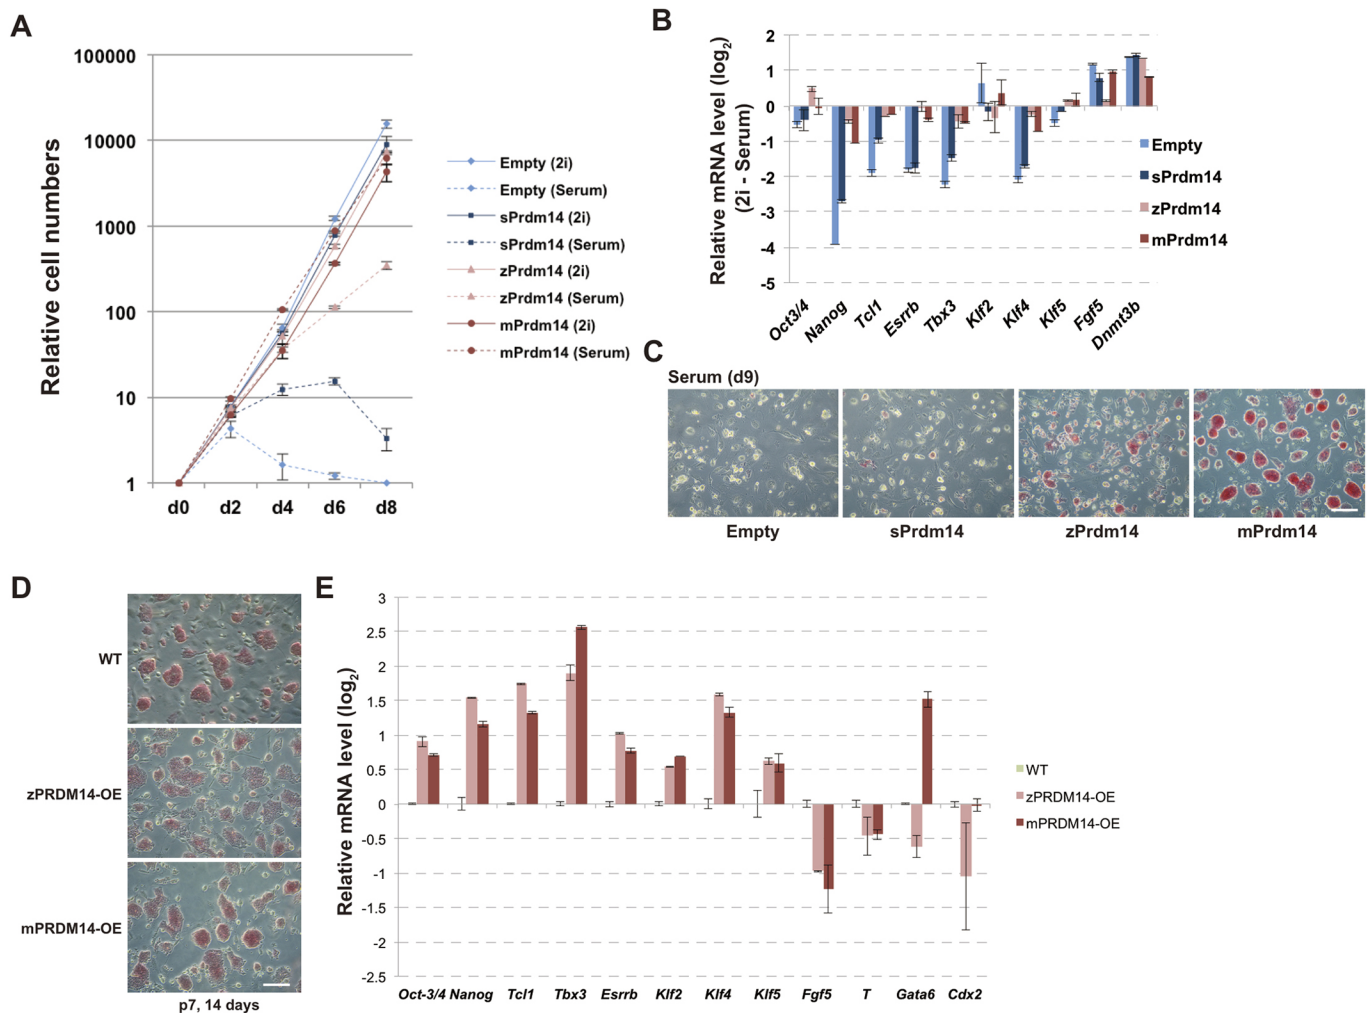 A
Relative cell numbers
100000
10000
1000
100
10
1
d0 d2 d4 d6 d8
Empty (2i)
Empty (Serum)
sPrdm14 (2i)
sPrdm14 (Serum)
zPrdm14 (2i)
zPrdm14 (Serum)
mPrdm14 (2i)
mPrdm14 (Serum)
B
Relative mRNA level (log2)
(2i - Serum)
2
1
0
-1
-2
-3
-4
-5
Oct3/4 Nanog Tcl1 Esrrb Tbx3 Klf2 Klf4 Klf5 Fgf5 Dnmt3b
Empty
sPrdm14
zPrdm14
mPrdm14
C
Serum (d9)
Empty sPrdm14 zPrdm14 mPrdm14
D
WT
zPRDM14-OE
mPRDM14-OE
p7, 14 days
E
Relative mRNA level (log2)
3
2.5
2
1.5
1
0.5
0
-0.5
-1
-1.5
-2
-2.5
Oct-3/4 Nanog Tcl1 Tbx3 Esrrb Klf2 Klf4 Klf5 Fgf5 T Gata6 Cdx2
WT
zPRDM14-OE
mPRDM14-OE